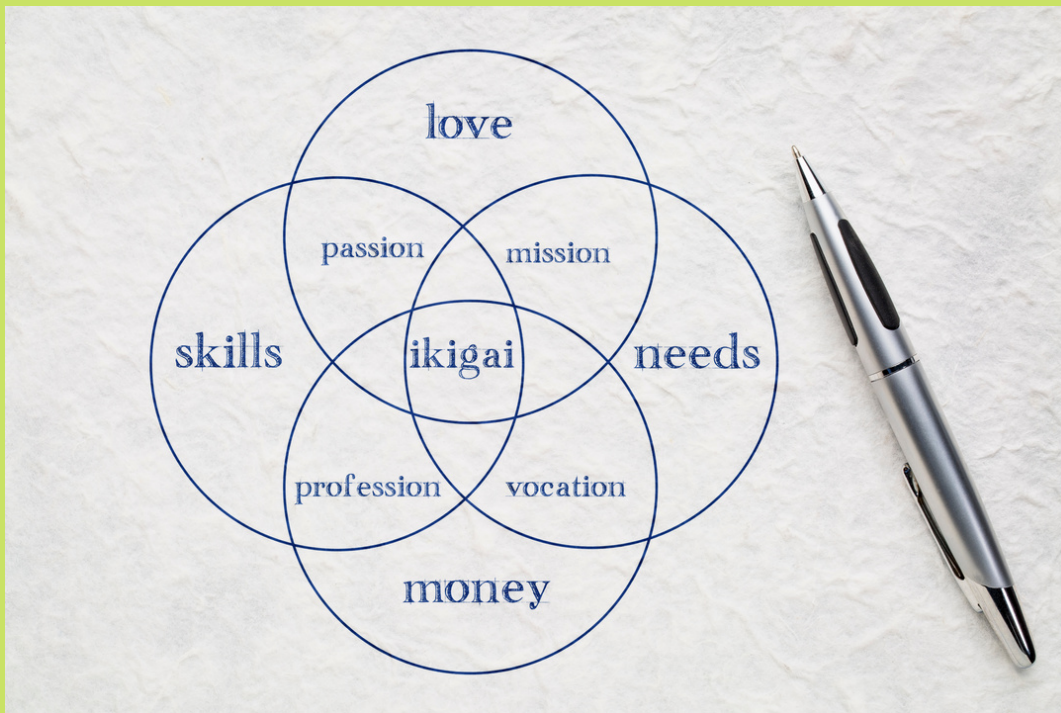 love
passion
mission
skills
ikigai
needs
profession
vocation
money